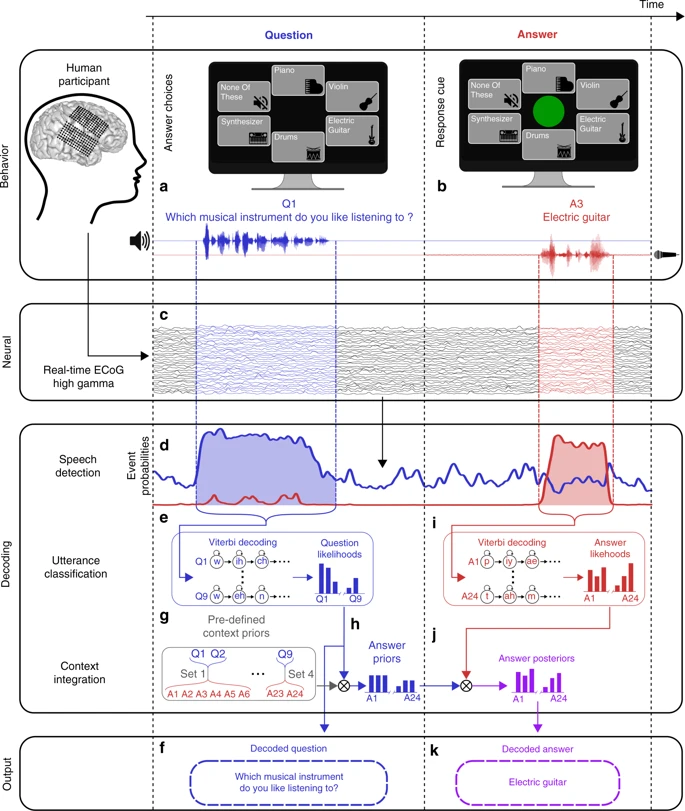 Time
Question
Answer
Behavior
Human
participant
Answer choices
Piano
None Of
These
Violin
Synthesizer
Electric
Guitar
Drums
Response cue
Piano
None Of
These
Violin
Synthesizer
Electric
Guitar
Drums
a
b
Q1
Which musical instrument do you like listening to ?
A3
Electric guitar
Neural
c
Real-time ECoG
high gamma
Decoding
d
Speech
detection
Event
probabilities
e
Viterbi decoding
Question
likelihoods
Q1 w ih ch
Q9 w eh n
Q1 Q9
i
Viterbi decoding
Answer
likehoods
A1 p iy ae
A24 t ah m
A1 A24
Utterance
classification
g
Pre-defined
context priors
Q1 Q2 Q9
Set 1 Set 4
A1 A2 A3 A4 A5 A6 A23 A24
h
Answer
priors
A1 A24
j
Answer posteriors
A1 A24
Context
integration
Output
f
Decoded question
Which musical instrument
do you like listening to?
k
Decoded answer
Electric guitar